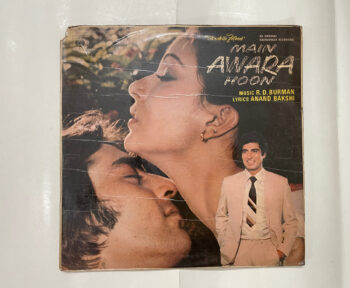 MAIN
AWARA
HOON
MUSIC R.D. BURMAN
LYRICS ANAND BAKSHI